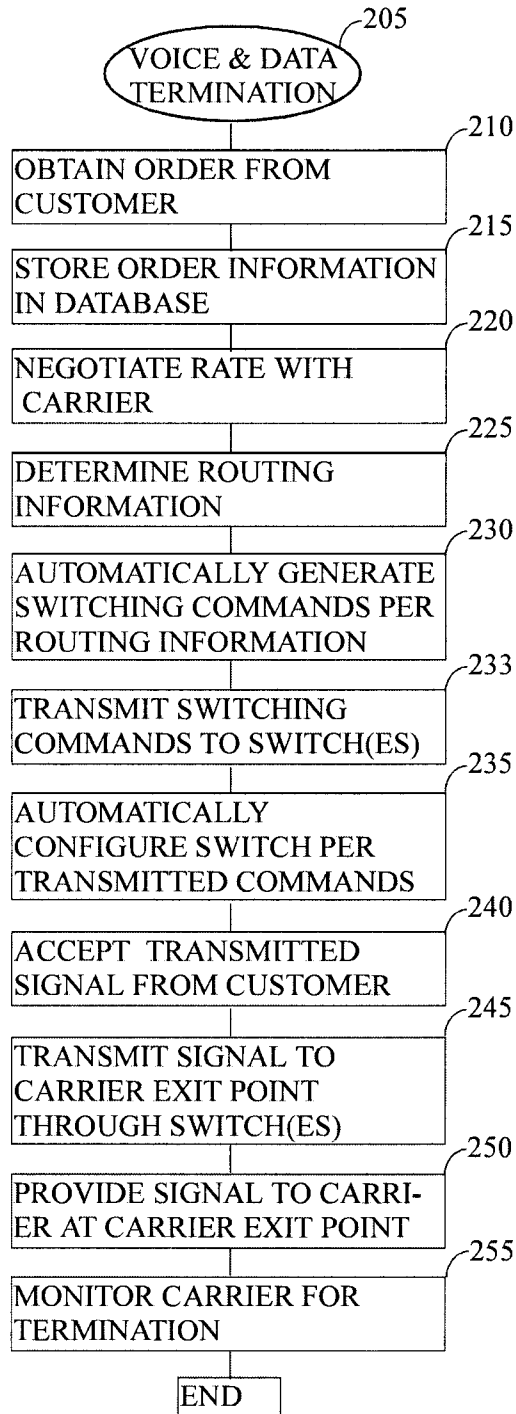 205
VOICE & DATA
TERMINATION
210
OBTAIN ORDER FROM
CUSTOMER
215
STORE ORDER INFORMATION
IN DATABASE
220
NEGOTIATE RATE WITH
CARRIER
225
DETERMINE ROUTING
INFORMATION
230
AUTOMATICALLY GENERATE
SWITCHING COMMANDS PER
ROUTING INFORMATION
233
TRANSMIT SWITCHING
COMMANDS TO SWITCH(ES)
235
AUTOMATICALLY
CONFIGURE SWITCH PER
TRANSMITTED COMMANDS
240
ACCEPT TRANSMITTED
SIGNAL FROM CUSTOMER
245
TRANSMIT SIGNAL TO
CARRIER EXIT POINT
THROUGH SWITCH(ES)
250
PROVIDE SIGNAL TO CARRI-
ER AT CARRIER EXIT POINT
255
MONITOR CARRIER FOR
TERMINATION
END